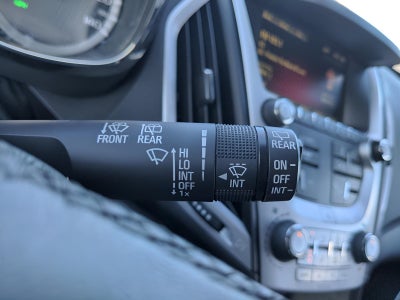 FRONT
REAR
HI
LO
INT
OFF
1x
INT
REAR
ON
OFF
INT